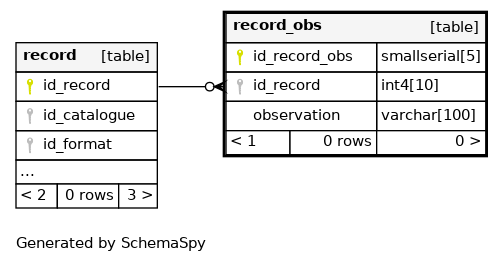 record [table]
id_record
id_catalogue
id_format
...
< 2 0 rows 3 >
record_obs [table]
id_record_obs smallserial[5]
id_record int4[10]
observation varchar[100]
< 1 0 rows 0 >
Generated by SchemaSpy